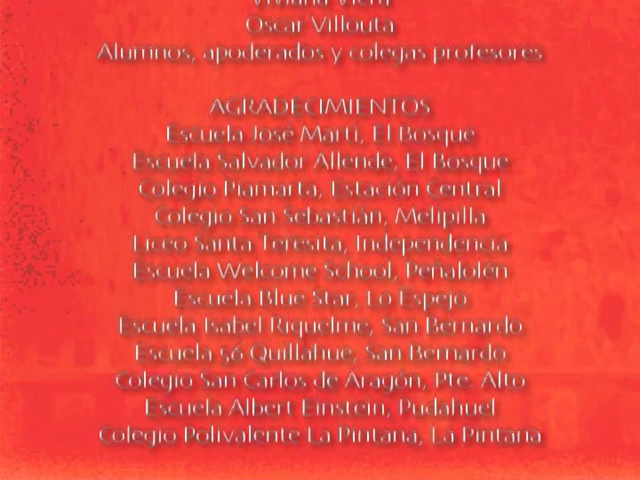 Viviana Viera
Oscar Villouta
Alumnos, apoderados y colegas profesores
AGRADECIMIENTOS
Escuela José Martí, El Bosque
Escuela Salvador Allende, El Bosque
Colegio Piamarta, Estación Central
Colegio San Sebastián, Melipilla
Liceo Santa Teresita, Independencia
Escuela Welcome School, Peñalolén
Escuela Blue Star, Lo Espejo
Escuela Isabel Riquelme, San Bernardo
Escuela 56 Quillahue, San Bernardo
Colegio San Carlos de Aragón, Pte. Alto
Escuela Albert Einstein, Pudahuel
Colegio Polivalente La Pintana, La Pintana